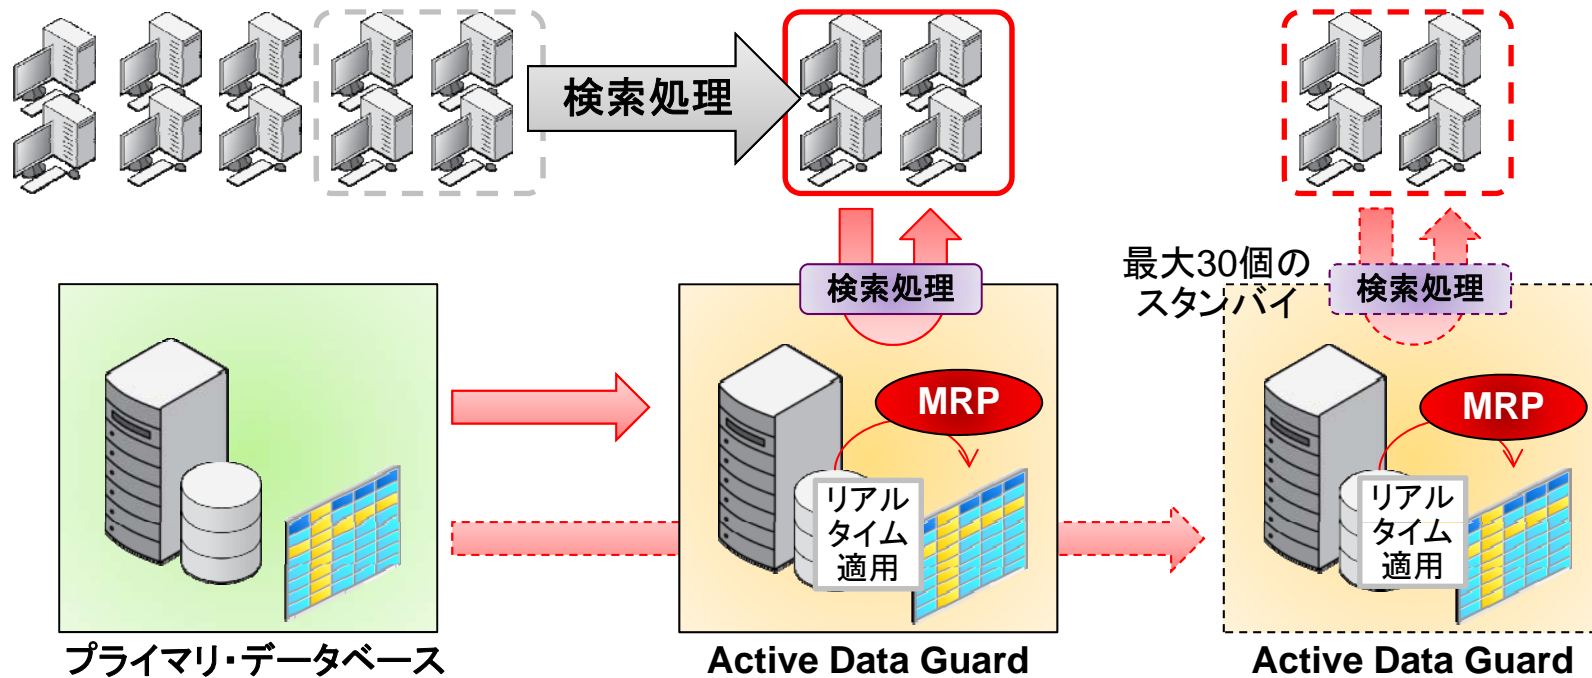 検索処理
最大30個の
スタンバイ
検索処理
検索処理
MRP
MRP
リアル
タイム
適用
リアル
タイム
適用
プライマリ・データベース
Active Data Guard
Active Data Guard